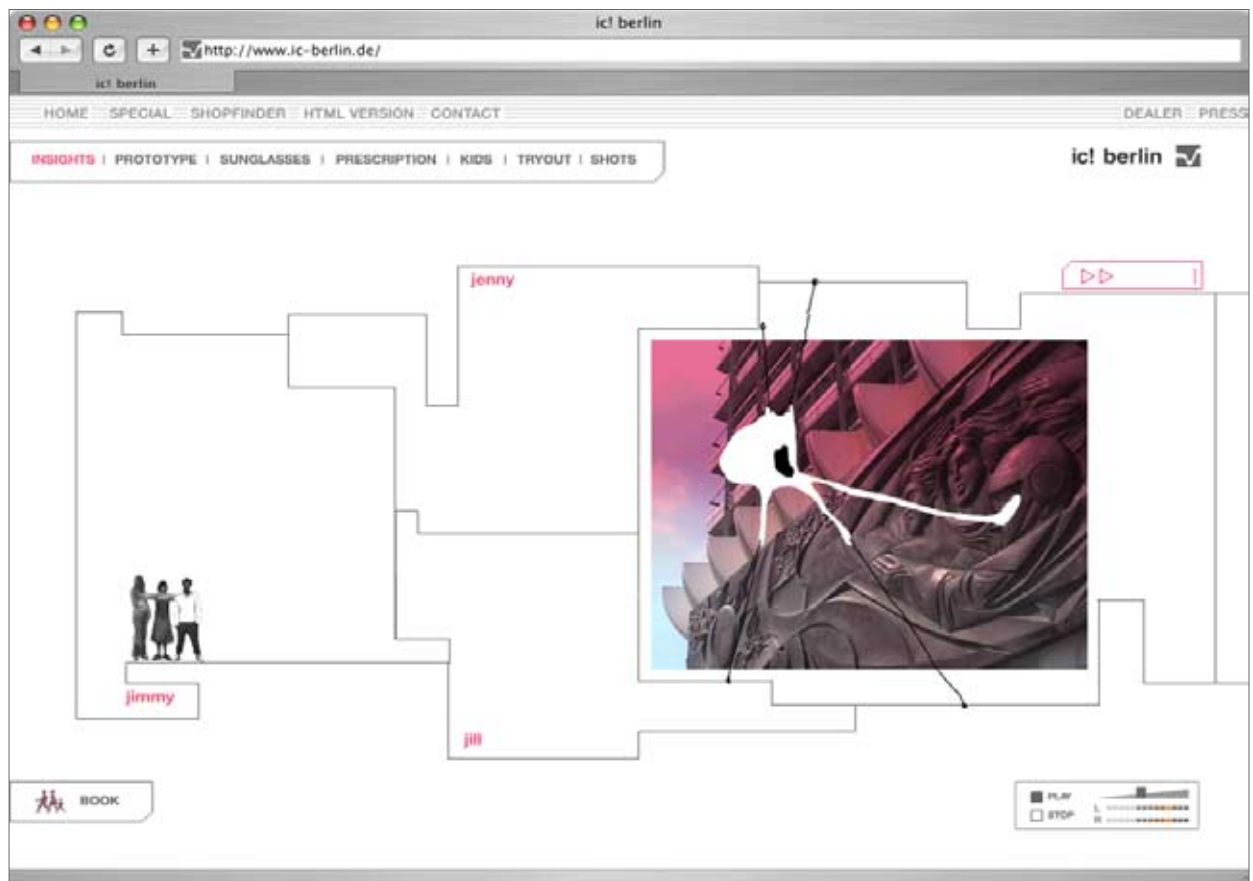 ic! berlin
http://www.ic-berlin.de/
ic! berlin
HOME SPECIAL SHOPFINDER HTML VERSION CONTACT DEALER PRESS
INSIGHTS | PROTOTYPE | SUNGLASSES | PRESCRIPTION | KIDS | TRYOUT | SHOTS
ic! berlin
jenny
jimmy
jill
BOOK
PLAY
STOP
L
R